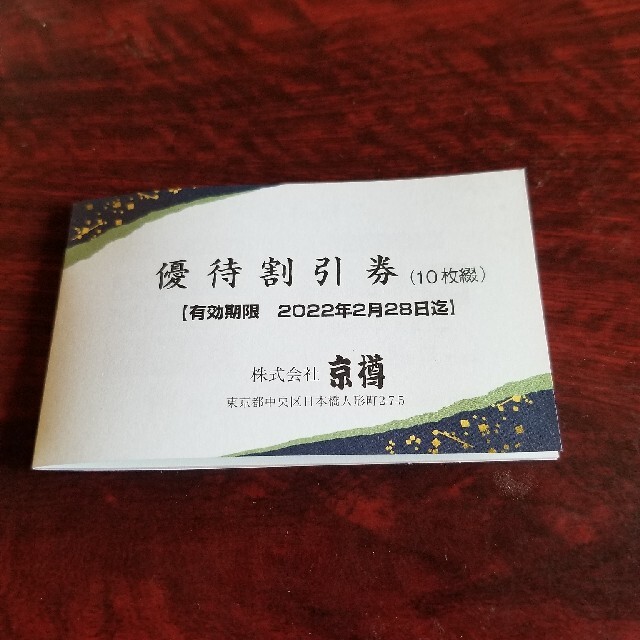 優待割引券(10枚綴)
【有効期限 2022年2月28日迄】
株式会社 京樽
東京都中央区日本橋人形町275